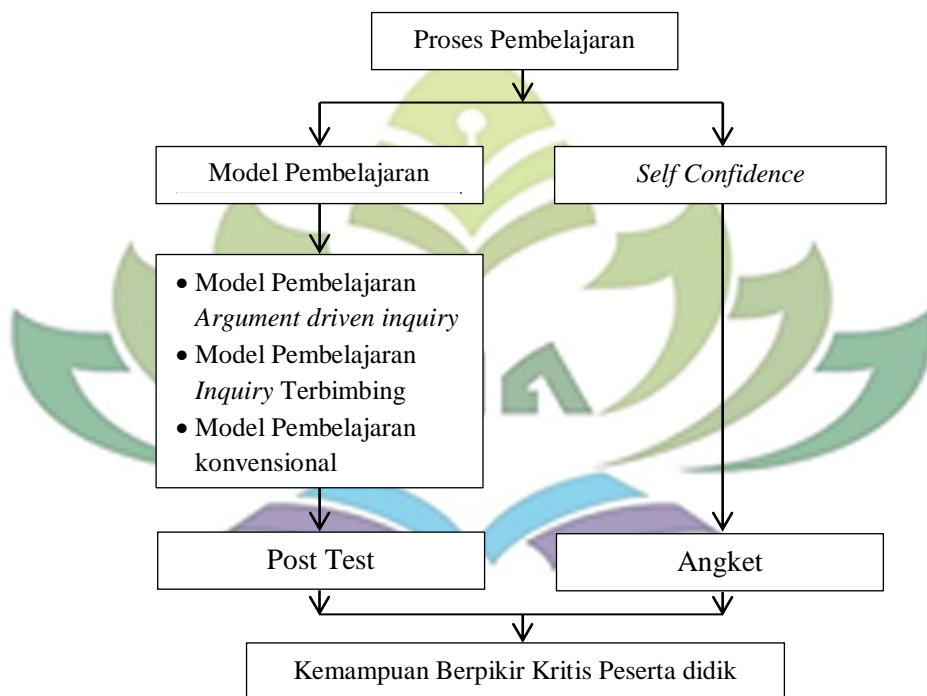 Proses Pembelajaran
Model Pembelajaran
Self Confidence
• Model Pembelajaran
Argument driven inquiry
• Model Pembelajaran
Inquiry Terbimbing
• Model Pembelajaran
konvensional
Post Test
Angket
Kemampuan Berpikir Kritis Peserta didik